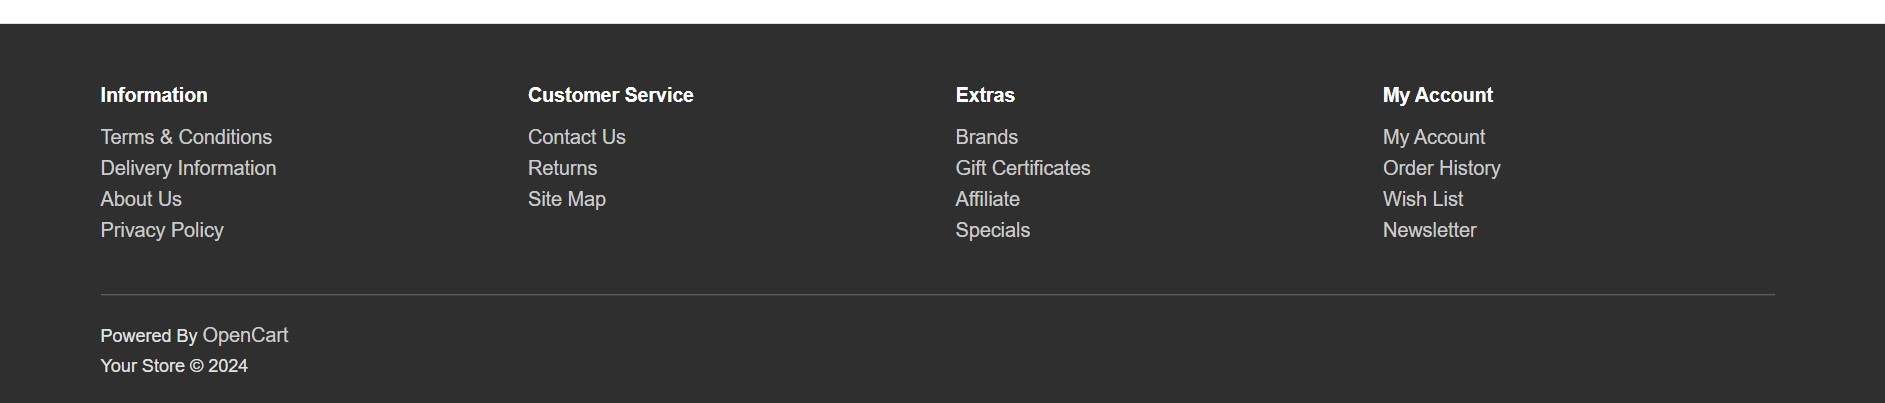 Information
Terms & Conditions
Delivery Information
About Us
Privacy Policy
Customer Service
Contact Us
Returns
Site Map
Extras
Brands
Gift Certificates
Affiliate
Specials
My Account
My Account
Order History
Wish List
Newsletter
Powered By OpenCart
Your Store © 2024